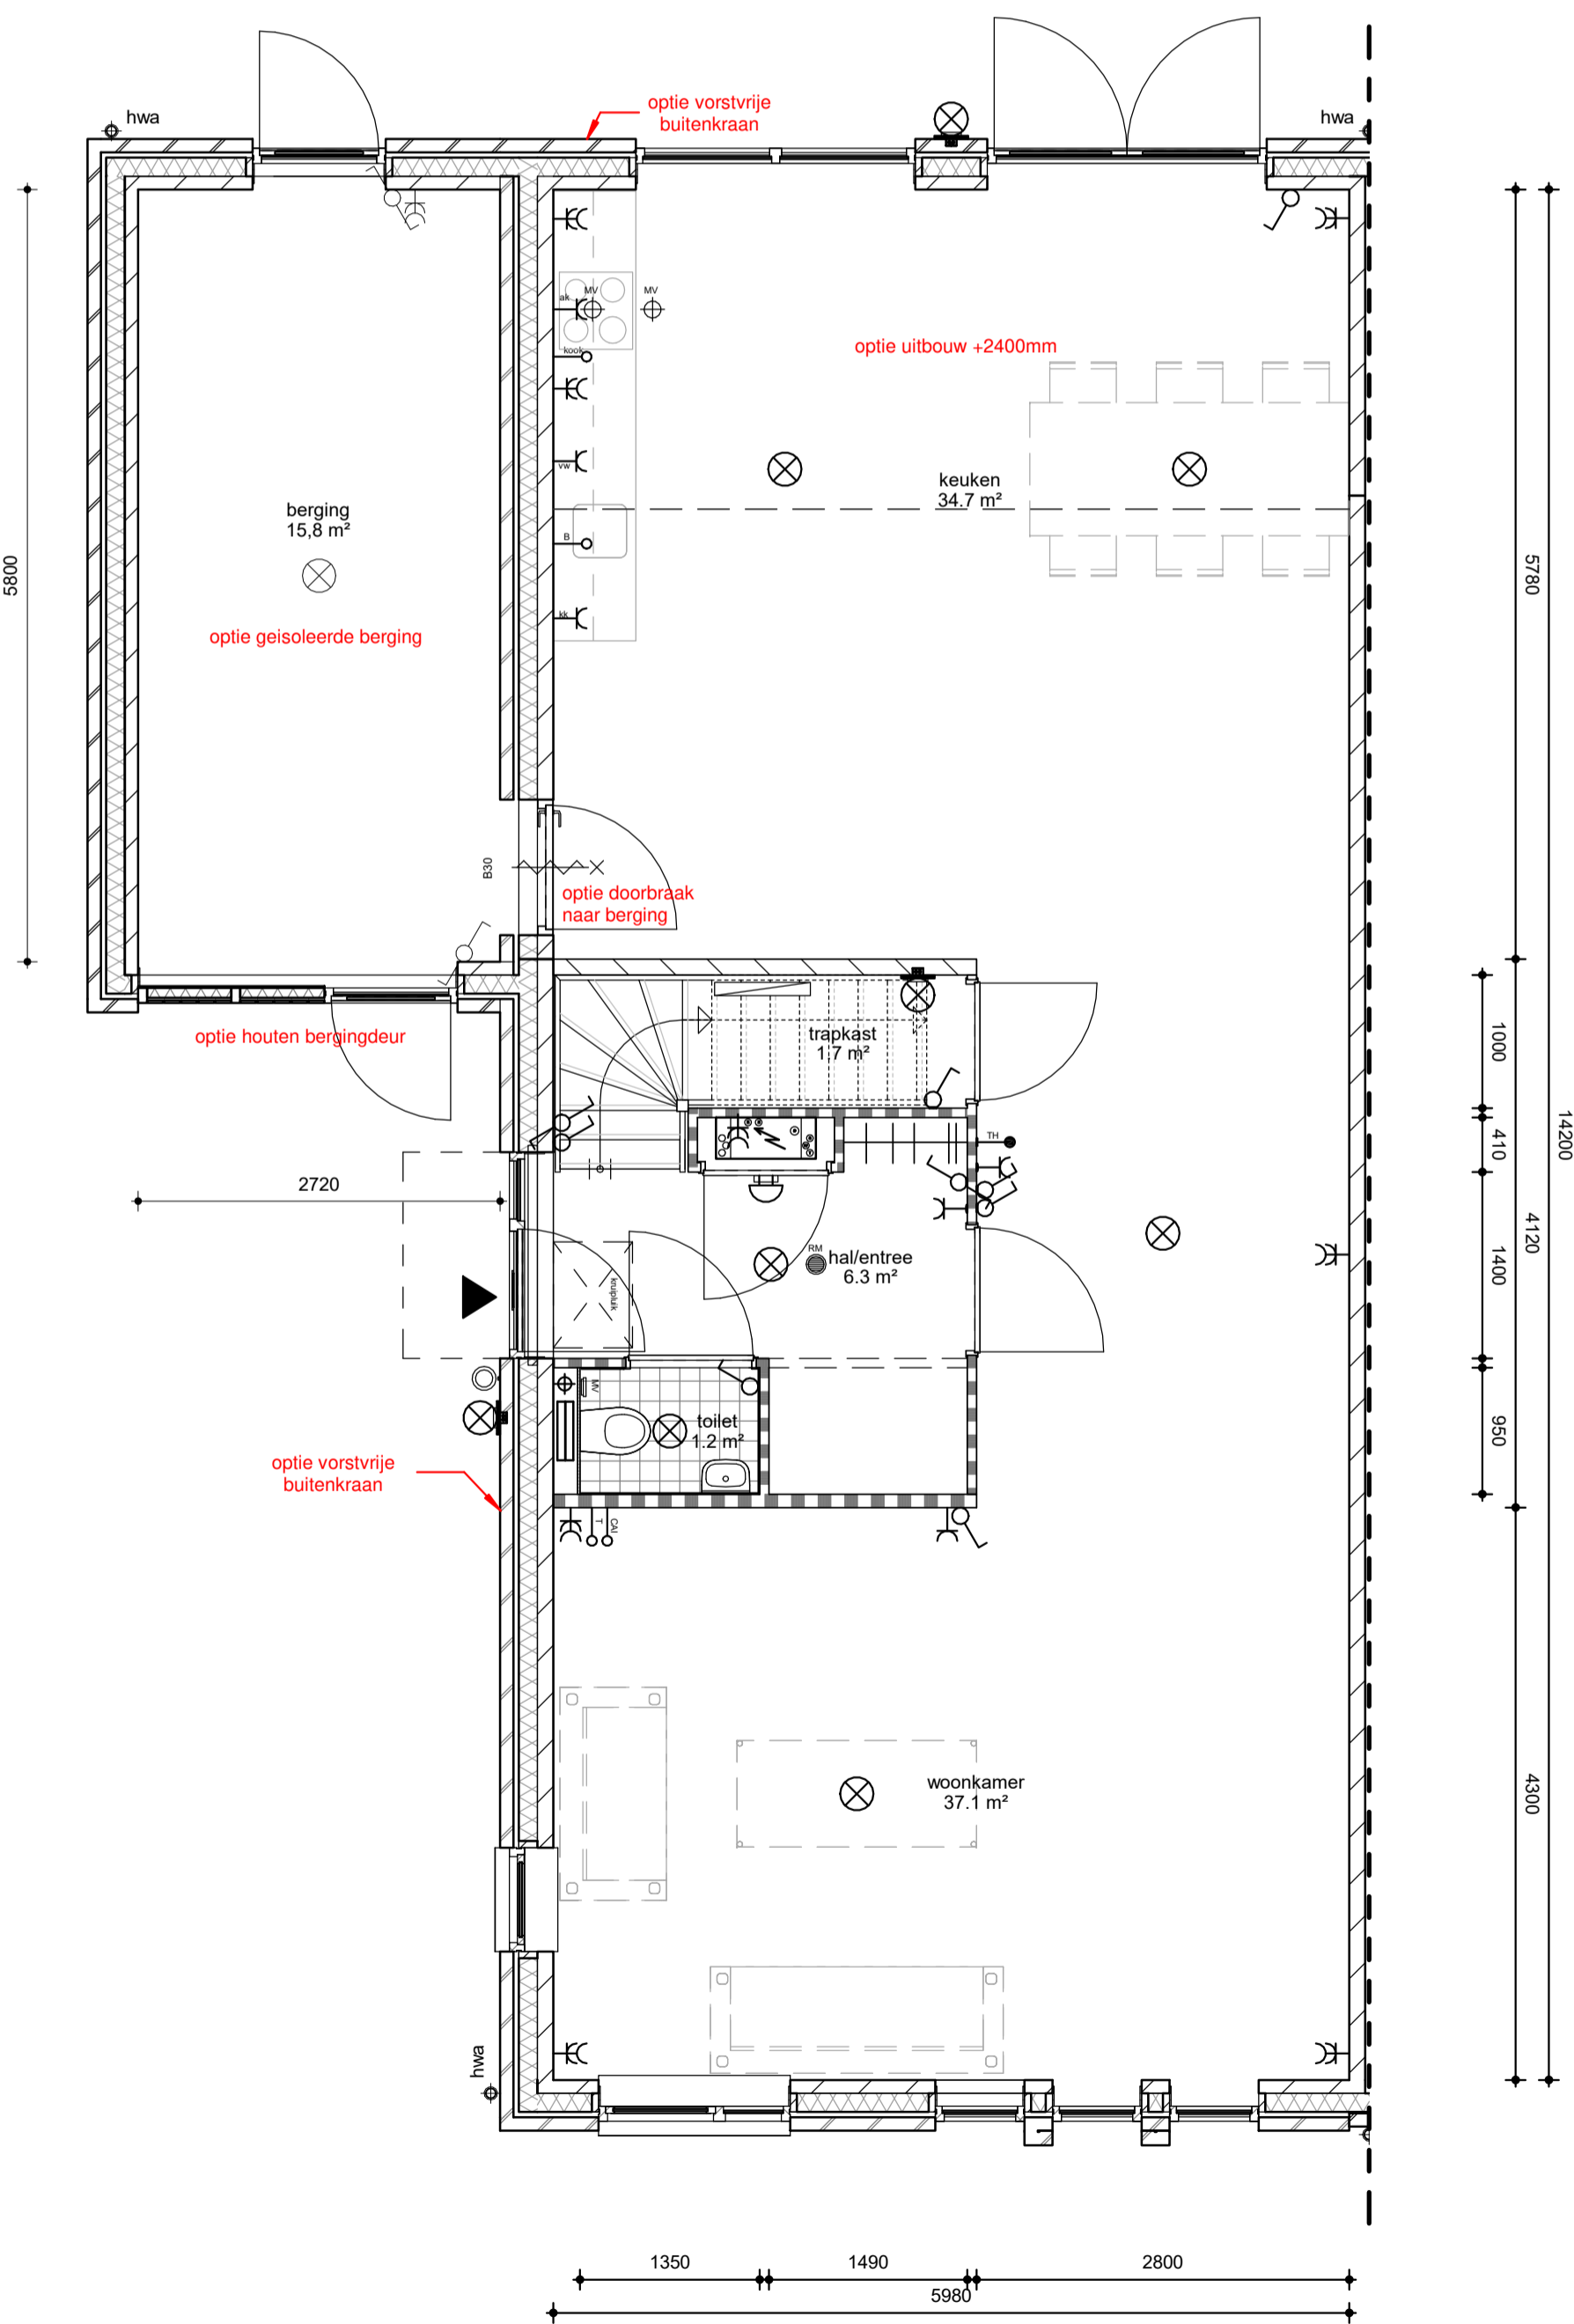 hwa
optie vorstvrije
buitenkraan
hwa
ak
MV
MV
kook
optie uitbouw +2400mm
vw
keuken
34.7 m²
berging
15,8 m²
B
5800
5780
kk
optie geisoleerde berging
B30
optie doorbraak
naar berging
optie houten bergingdeur
trapkast
1.7 m²
1000
TH
410
14200
2720
RM
hal/entree
6.3 m²
4120
1400
kruipluik
MV
toilet
1.2 m²
950
optie vorstvrije
buitenkraan
T
CAI
woonkamer
37.1 m²
4300
hwa
1350
1490
2800
5980